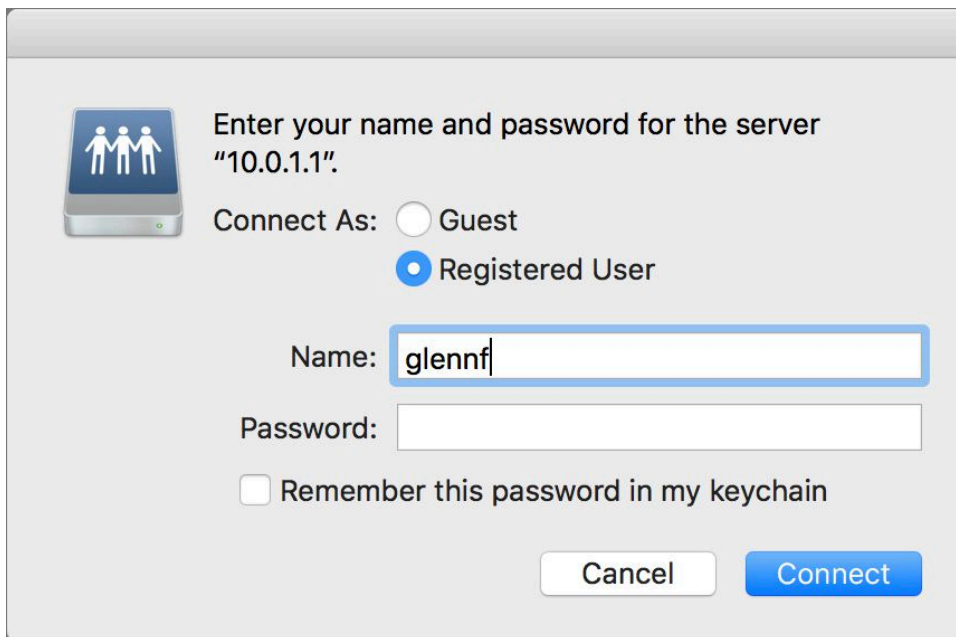 Enter your name and password for the server
“10.0.1.1”.
Connect As: Guest
Registered User
Name: glennf
Password:
Remember this password in my keychain
Cancel Connect